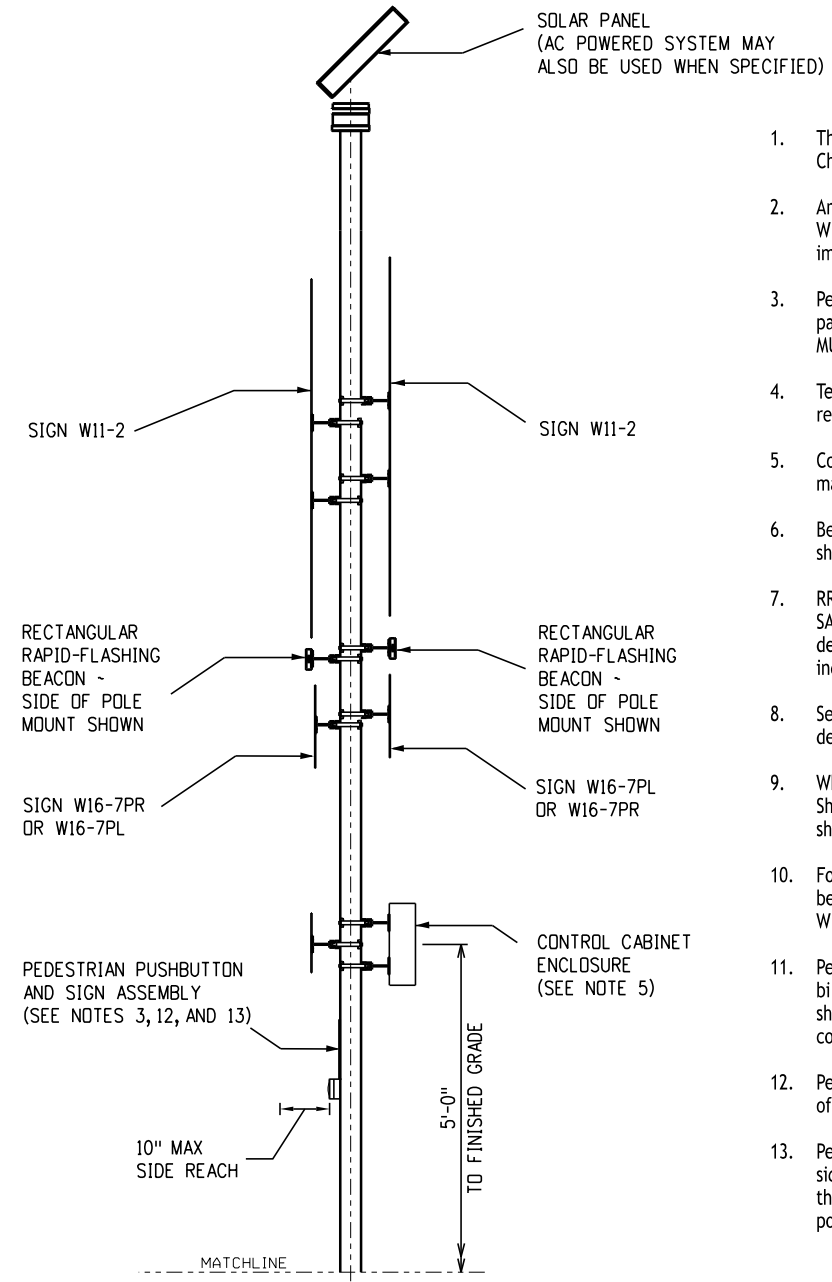 SOLAR PANEL
(AC POWERED SYSTEM MAY
ALSO BE USED WHEN SPECIFIED)
SIGN W11-2
SIGN W11-2
RECTANGULAR
RAPID-FLASHING
BEACON ~
SIDE OF POLE
MOUNT SHOWN
RECTANGULAR
RAPID-FLASHING
BEACON ~
SIDE OF POLE
MOUNT SHOWN
SIGN W16-7PR
OR W16-7PL
SIGN W16-7PL
OR W16-7PR
CONTROL CABINET
ENCLOSURE
(SEE NOTE 5)
PEDESTRIAN PUSHBUTTON
AND SIGN ASSEMBLY
(SEE NOTES 3, 12, AND 13)
5'-0"
TO FINISHED GRADE
10" MAX
SIDE REACH
MATCHLINE
1.
2.
3.
4.
5.
6.
7.
8.
9.
10.
11.
12.
of
13.